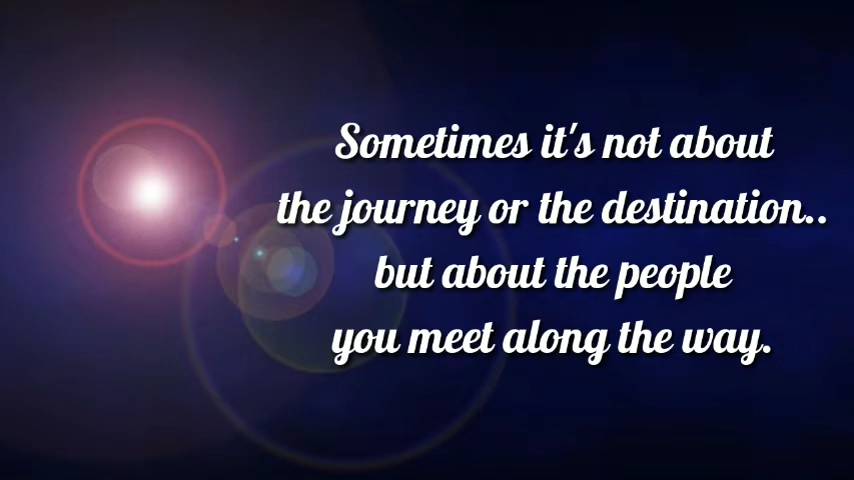 Sometimes it's not about
the journey or the destination..
but about the people
you meet along the way.